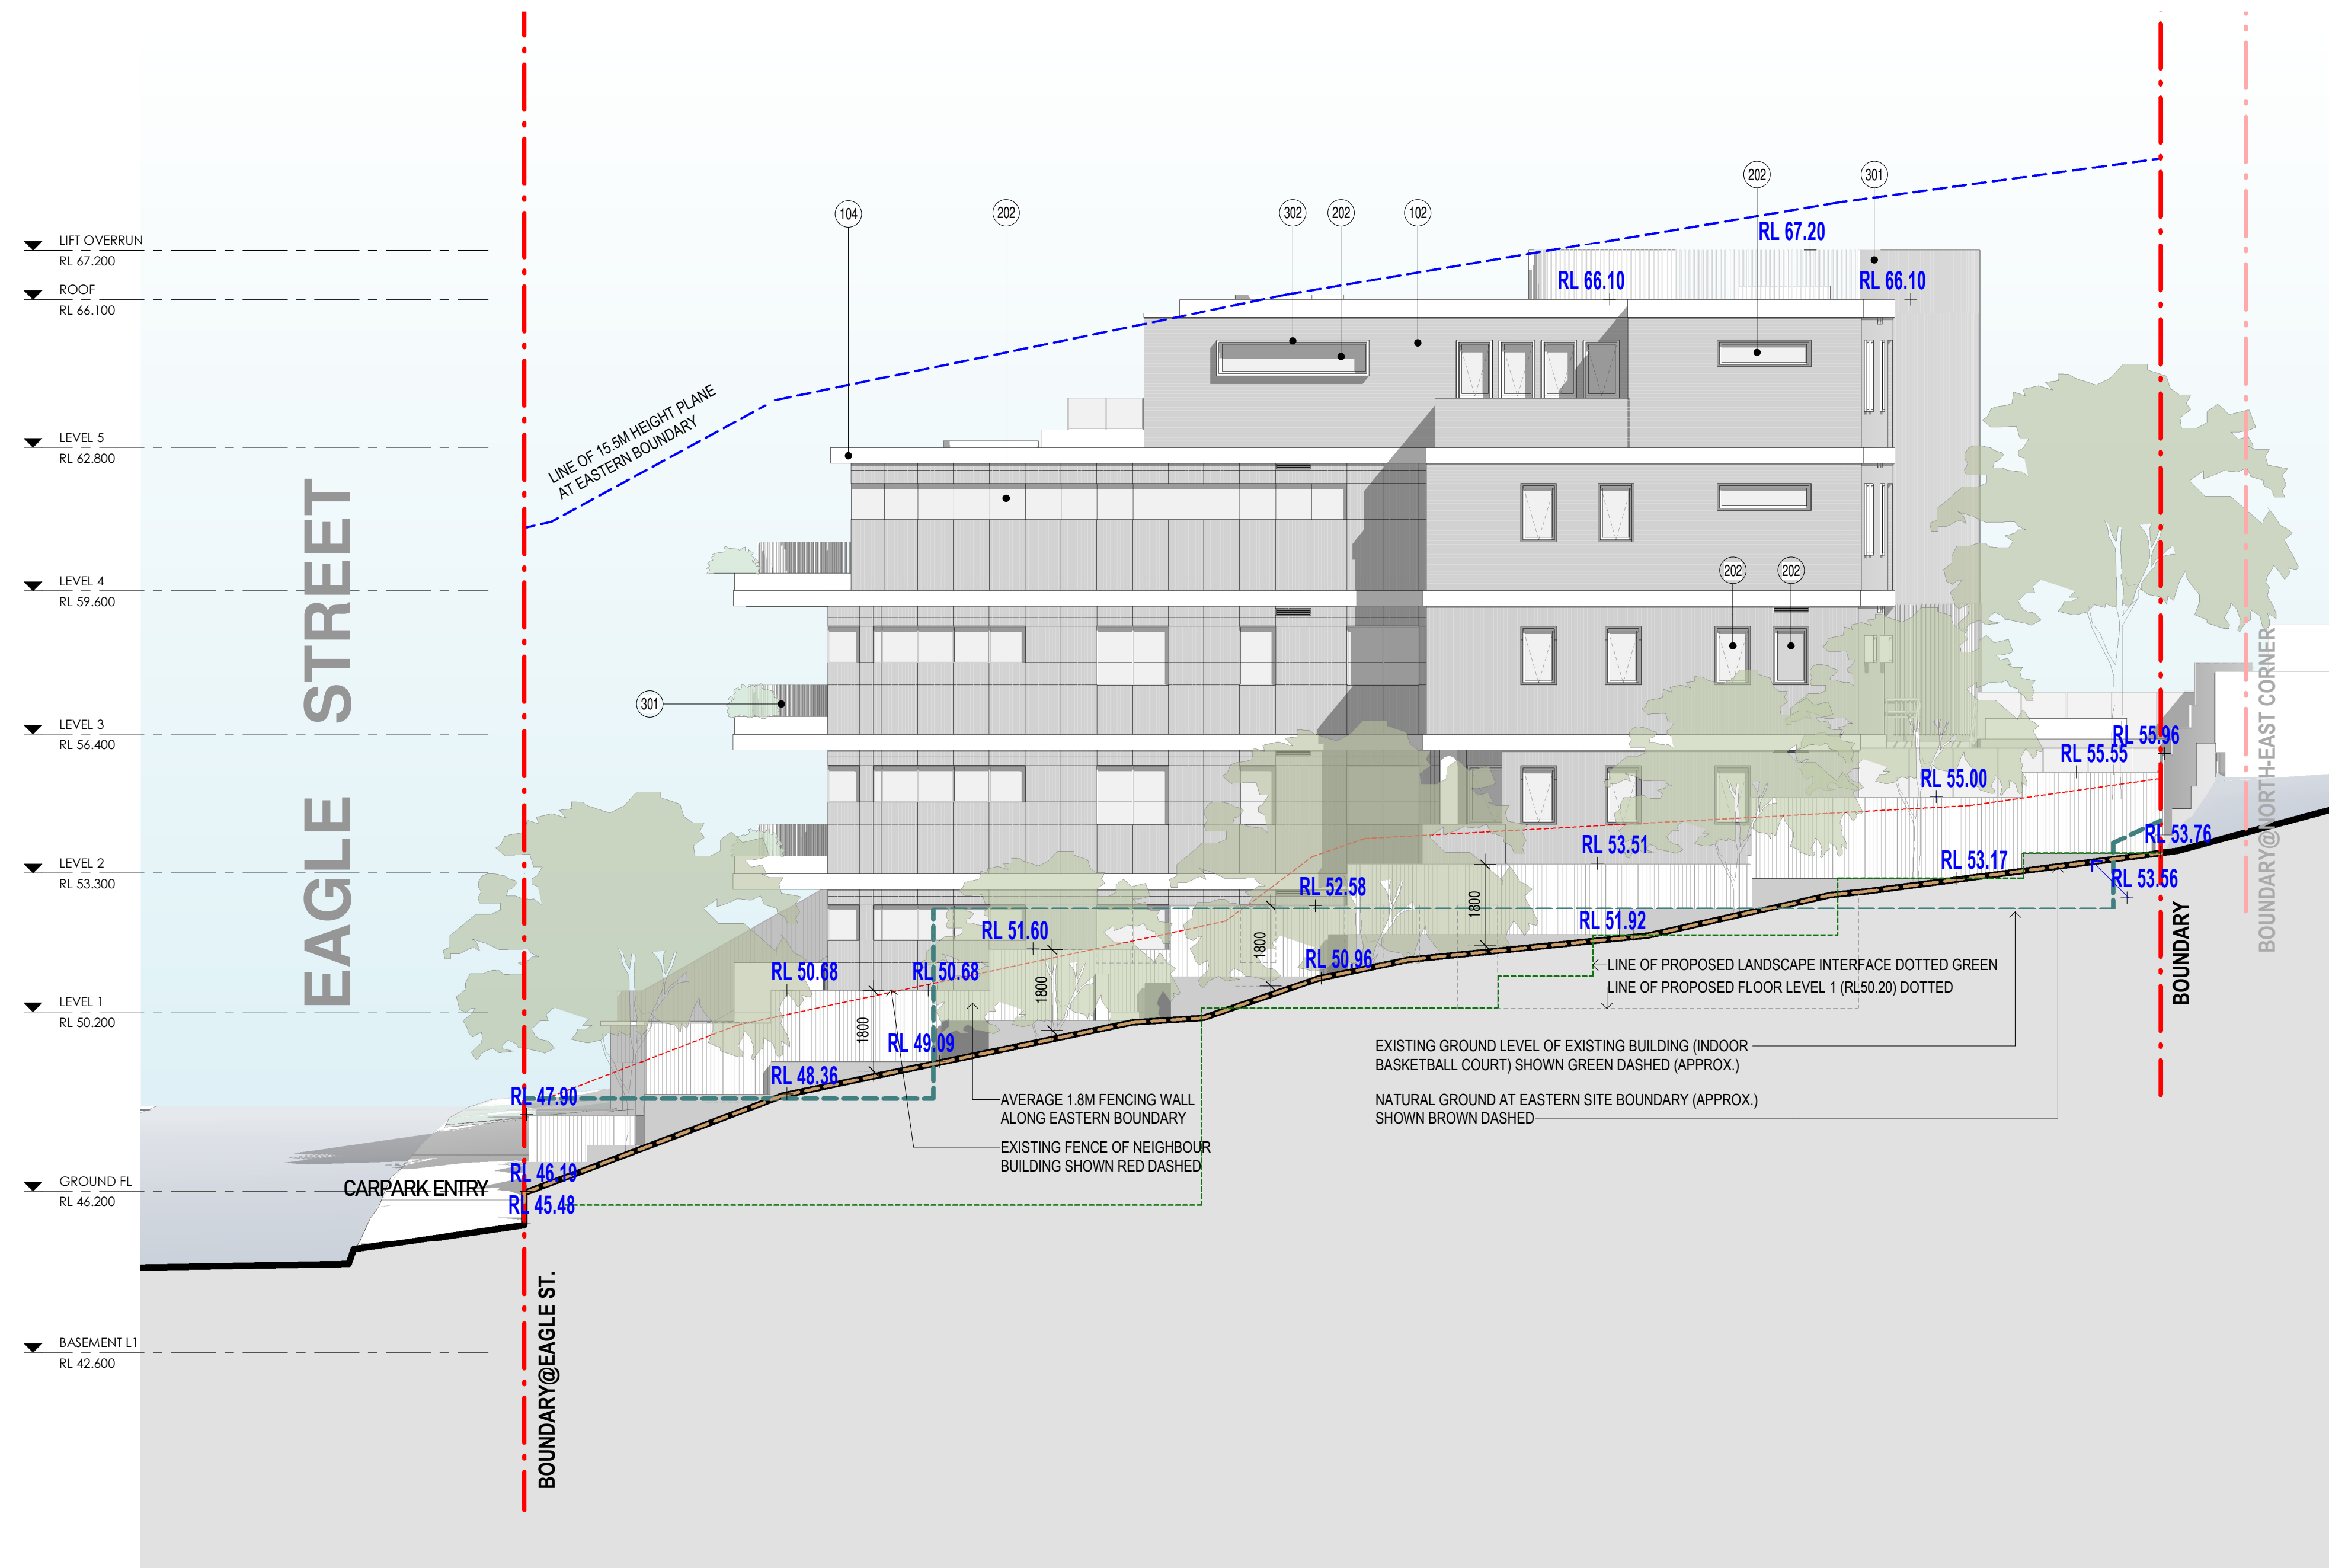 LIFT OVERRUN
RL 67.200
ROOF
RL 66.100
LEVEL 5
RL 62.800
LEVEL 4
RL 59.600
LEVEL 3
RL 56.400
LEVEL 2
RL 53.300
LEVEL 1
RL 50.200
GROUND FL
RL 46.200
BASEMENT L1
RL 42.600
EAGLE STREET
CARPARK ENTRY
BOUNDARY@EAGLE ST.
LINE OF 15.5M HEIGHT PLANE
AT EASTERN BOUNDARY
104
202
302
202
102
202
301
RL 67.20
RL 66.10
RL 66.10
202
202
301
RL 55.96
RL 55.55
RL 55.00
RL 53.76
RL 53.51
RL 53.17
RL 53.56
RL 52.58
RL 51.92
RL 51.60
RL 50.96
RL 50.68
RL 50.68
RL 49.09
RL 48.36
RL 47.90
RL 46.19
RL 45.48
1800
1800
1800
1800
LINE OF PROPOSED LANDSCAPE INTERFACE DOTTED GREEN
LINE OF PROPOSED FLOOR LEVEL 1 (RL50.20) DOTTED
EXISTING GROUND LEVEL OF EXISTING BUILDING (INDOOR
BASKETBALL COURT) SHOWN GREEN DASHED (APPROX.)
NATURAL GROUND AT EASTERN SITE BOUNDARY (APPROX.)
SHOWN BROWN DASHED
AVERAGE 1.8M FENCING WALL
ALONG EASTERN BOUNDARY
EXISTING FENCE OF NEIGHBOUR
BUILDING SHOWN RED DASHED
BOUNDARY
BOUNDARY@NORTH-EAST CORNER